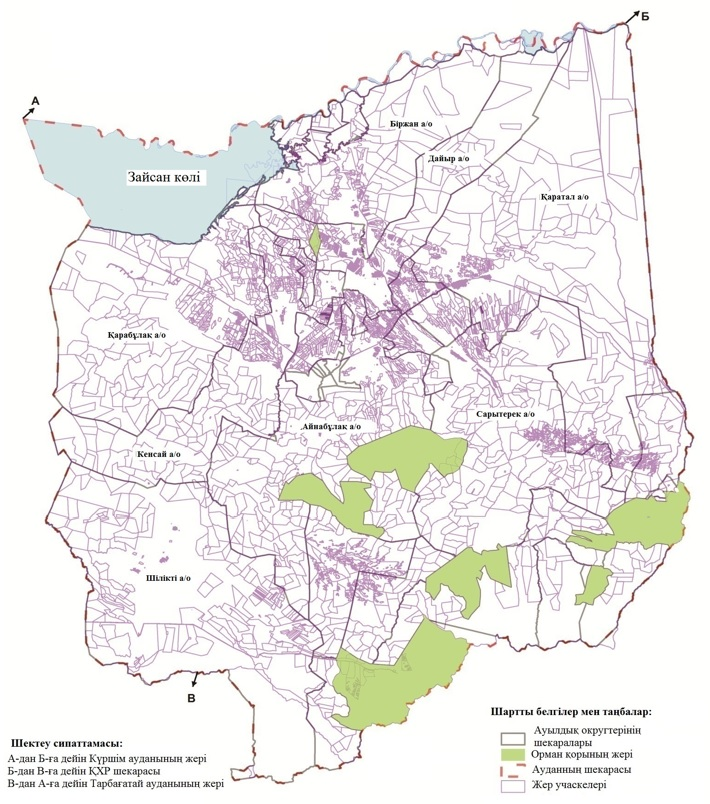 Б
А
Біржан а/о
Дайыр а/о
Зайсан көлі
Қаратал а/о
Қарабұлақ а/о
Сарытерек а/о
Айнабұлақ а/о
Кенсай а/о
Шілікті а/о
В
Шектеу сипаттамасы:
А-дан Б-ға дейін Күршім ауданының жері
Б-дан В-ға дейін ҚХР шекарасы
В-дан А-ға дейін Тарбағатай ауданының жері
Шартты белгілер мен таңбалар:
Ауылдық округтерінің
шекаралары
Орман қорының жері
Ауданның шекарасы
Жер учаскелері